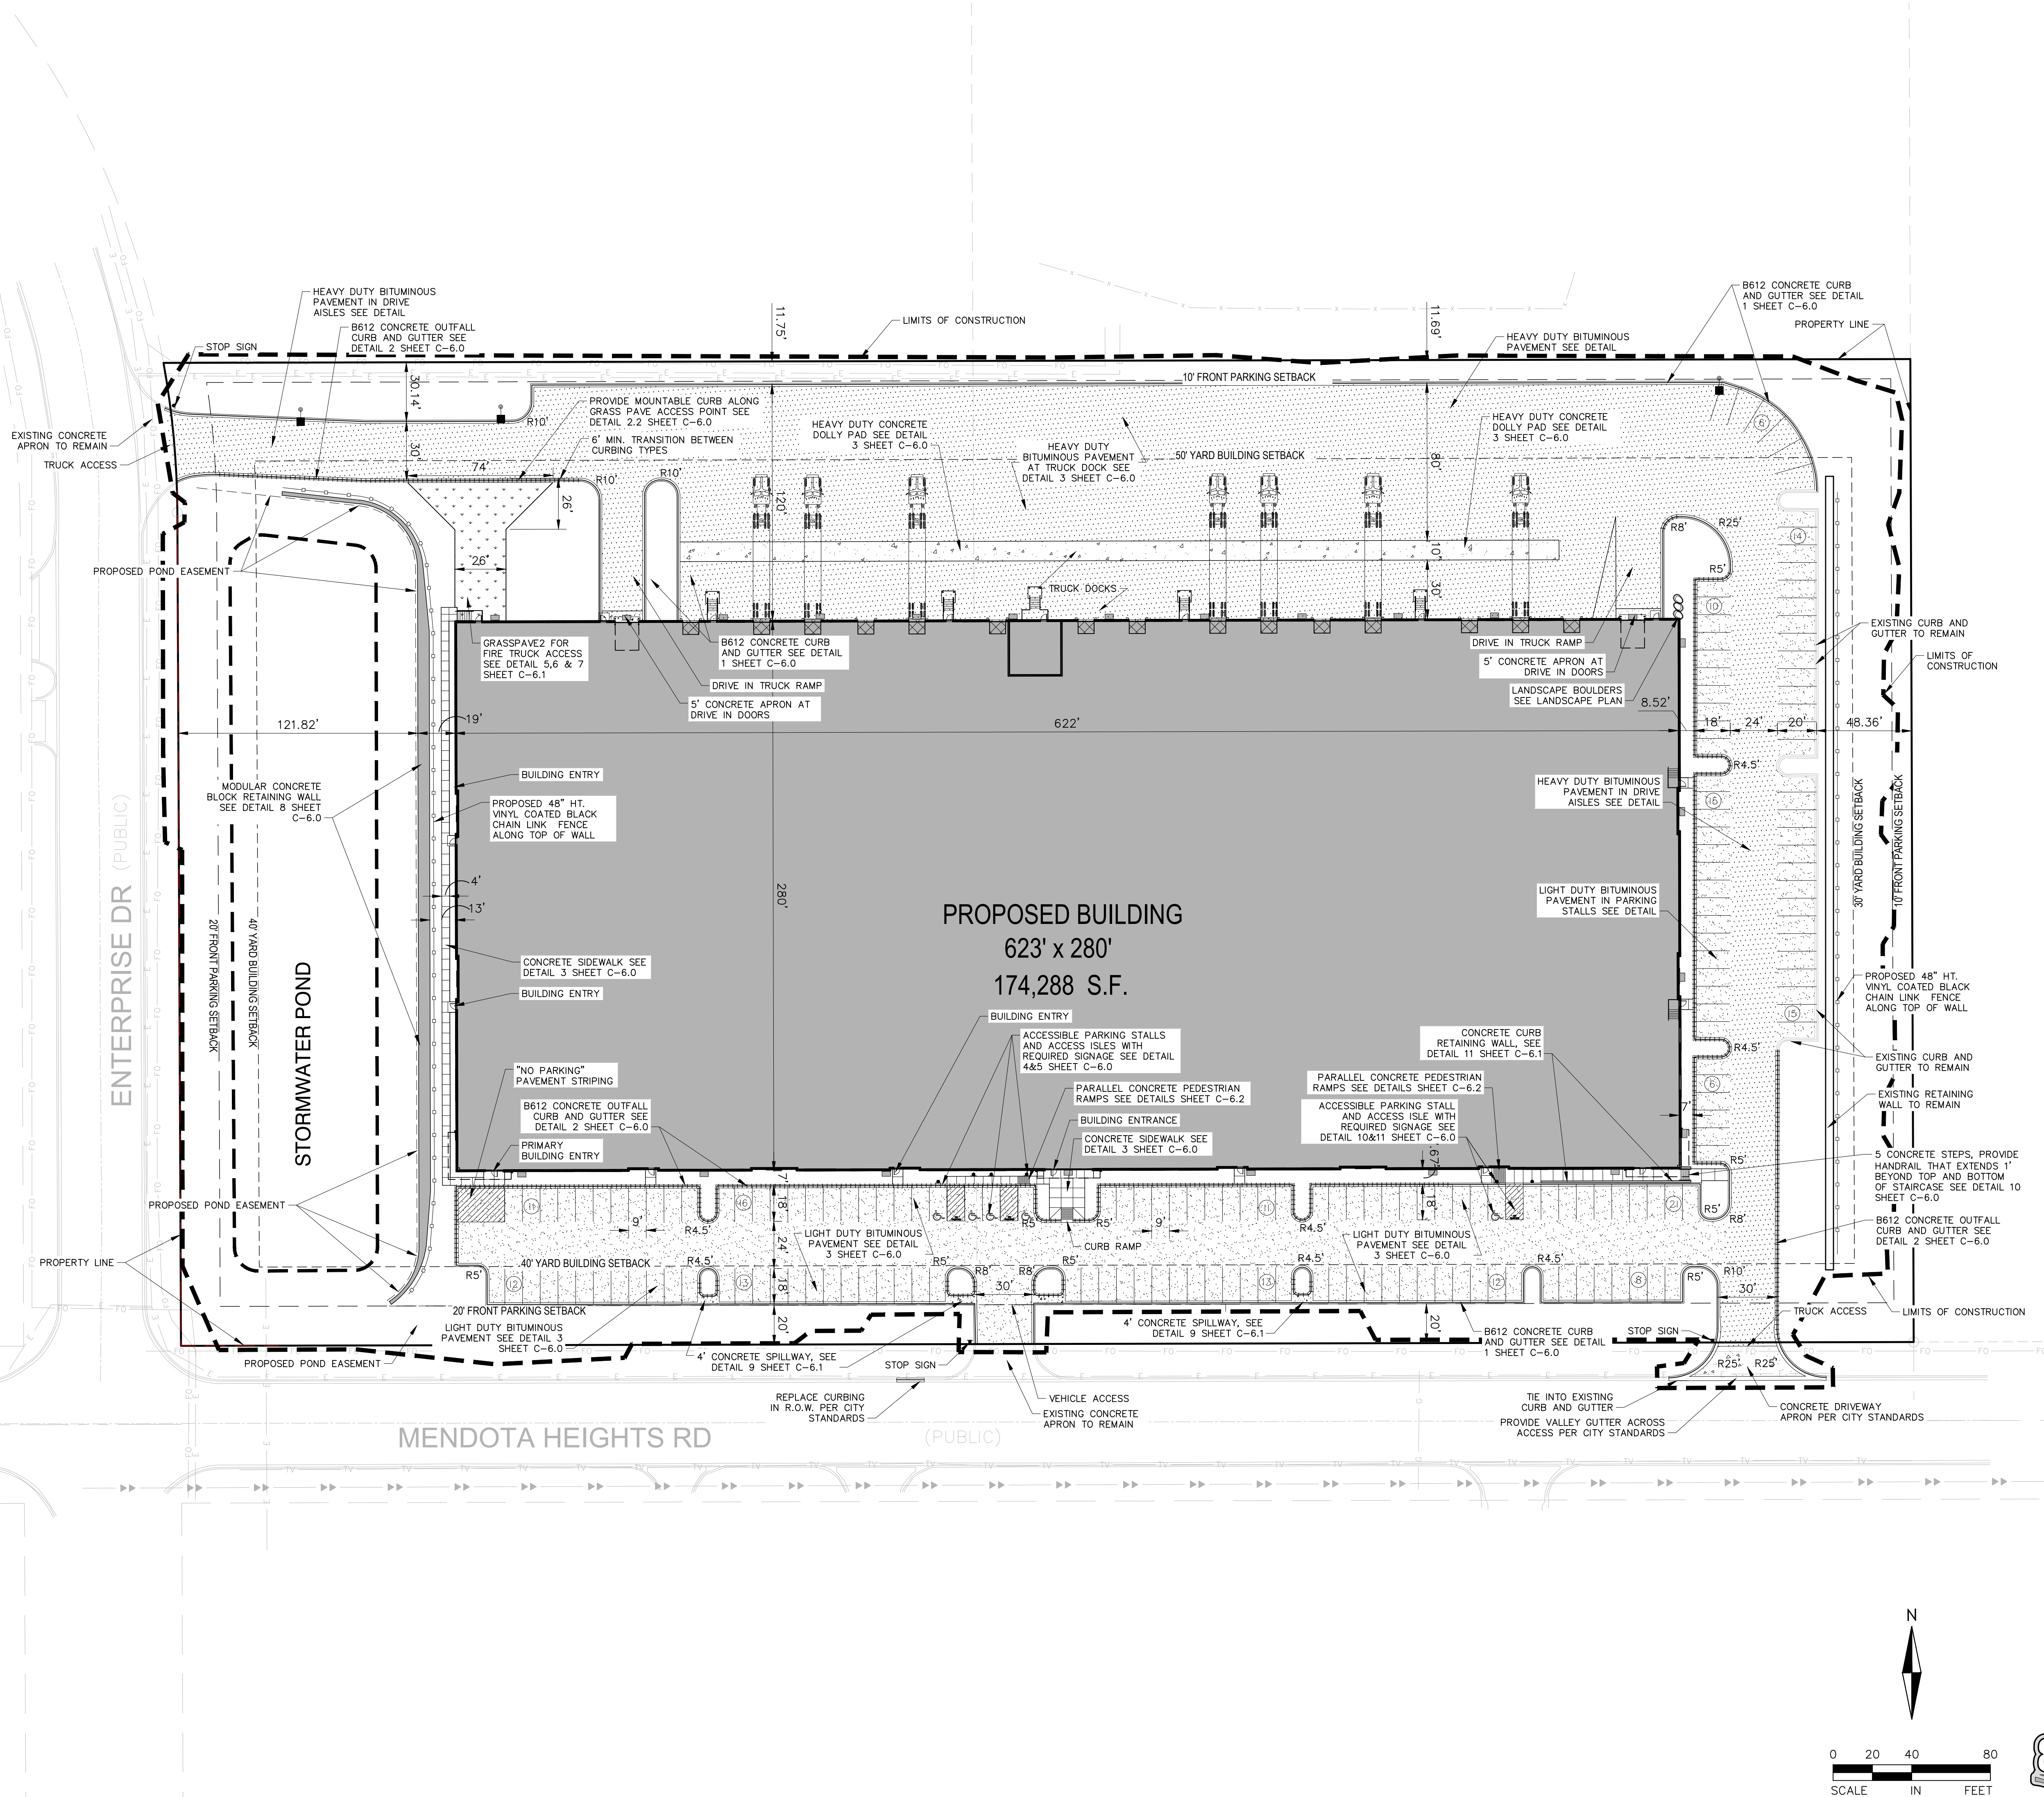 HEAVY DUTY BITUMINOUS
PAVEMENT IN DRIVE
AISLES SEE DETAIL
B612 CONCRETE OUTFALL
CURB AND GUTTER SEE
DETAIL 2 SHEET C-6.0
STOP SIGN
11.75'
LIMITS OF CONSTRUCTION
11.69'
HEAVY DUTY BITUMINOUS
PAVEMENT SEE DETAIL
B612 CONCRETE CURB
AND GUTTER SEE DETAIL
1 SHEET C-6.0
PROPERTY LINE
10' FRONT PARKING SETBACK
30.14'
R10'
PROVIDE MOUNTABLE CURB ALONG
GRASS PAVE ACCESS POINT SEE
DETAIL 2.2 SHEET C-6.0
6' MIN. TRANSITION BETWEEN
CURBING TYPES
HEAVY DUTY CONCRETE
DOLLY PAD SEE DETAIL
3 SHEET C-6.0
HEAVY DUTY
BITUMINOUS PAVEMENT
AT TRUCK DOCK SEE
DETAIL 3 SHEET C-6.0
50' YARD BUILDING SETBACK
HEAVY DUTY CONCRETE
DOLLY PAD SEE DETAIL
3 SHEET C-6.0
6
EXISTING CONCRETE
APRON TO REMAIN
TRUCK ACCESS
30'
74'
R10'
R10'
26'
120'
80'
R8'
R25'
14
10'
30'
PROPOSED POND EASEMENT
26'
R5'
10
TRUCK DOCKS
GRASSPAVE2 FOR
FIRE TRUCK ACCESS
SEE DETAIL 5,6 & 7
SHEET C-6.1
B612 CONCRETE CURB
AND GUTTER SEE DETAIL
1 SHEET C-6.0
DRIVE IN TRUCK RAMP
5' CONCRETE APRON AT
DRIVE IN DOORS
DRIVE IN TRUCK RAMP
5' CONCRETE APRON AT
DRIVE IN DOORS
LANDSCAPE BOULDERS
SEE LANDSCAPE PLAN
EXISTING CURB AND
GUTTER TO REMAIN
LIMITS OF
CONSTRUCTION
121.82'
19'
622'
8.52'
18'
24'
20'
48.36'
R4.5'
BUILDING ENTRY
MODULAR CONCRETE
BLOCK RETAINING WALL
SEE DETAIL 8 SHEET
C-6.0
PROPOSED 48" HT.
VINYL COATED BLACK
CHAIN LINK FENCE
ALONG TOP OF WALL
HEAVY DUTY BITUMINOUS
PAVEMENT IN DRIVE
AISLES SEE DETAIL
15
30' YARD BUILDING SETBACK
10' FRONT PARKING SETBACK
ENTERPRISE DR (PUBLIC)
20' FRONT PARKING SETBACK
40' YARD BUILDING SETBACK
STORMWATER POND
4'
13'
280'
PROPOSED BUILDING
623' x 280'
174,288 S.F.
LIGHT DUTY BITUMINOUS
PAVEMENT IN PARKING
STALLS SEE DETAIL
CONCRETE SIDEWALK SEE
DETAIL 3 SHEET C-6.0
BUILDING ENTRY
PROPOSED 48" HT.
VINYL COATED BLACK
CHAIN LINK FENCE
ALONG TOP OF WALL
15
BUILDING ENTRY
ACCESSIBLE PARKING STALLS
AND ACCESS ISLES WITH
REQUIRED SIGNAGE SEE DETAIL
4&5 SHEET C-6.0
CONCRETE CURB
RETAINING WALL, SEE
DETAIL 11 SHEET C-6.1
R4.5'
EXISTING CURB AND
GUTTER TO REMAIN
EXISTING RETAINING
WALL TO REMAIN
"NO PARKING"
PAVEMENT STRIPING
B612 CONCRETE OUTFALL
CURB AND GUTTER SEE
DETAIL 2 SHEET C-6.0
PARALLEL CONCRETE PEDESTRIAN
RAMPS SEE DETAILS SHEET C-6.2
PARALLEL CONCRETE PEDESTRIAN
RAMPS SEE DETAILS SHEET C-6.2
6
7'
BUILDING ENTRANCE
CONCRETE SIDEWALK SEE
DETAIL 3 SHEET C-6.0
ACCESSIBLE PARKING STALL
AND ACCESS ISLE WITH
REQUIRED SIGNAGE SEE
DETAIL 10&11 SHEET C-6.0
PRIMARY
BUILDING ENTRY
R5'
5 CONCRETE STEPS, PROVIDE
HANDRAIL THAT EXTENDS 1'
BEYOND TOP AND BOTTOM
OF STAIRCASE SEE DETAIL 10
SHEET C-6.0
7'
PROPOSED POND EASEMENT
11
16
18'
11
18'
21
R5'
R8'
9'
R4.5'
R5'
R5'
9'
R4.5'
B612 CONCRETE OUTFALL
CURB AND GUTTER SEE
DETAIL 2 SHEET C-6.0
LIGHT DUTY BITUMINOUS
PAVEMENT SEE DETAIL
3 SHEET C-6.0
24'
CURB RAMP
LIGHT DUTY BITUMINOUS
PAVEMENT SEE DETAIL
3 SHEET C-6.0
PROPERTY LINE
40' YARD BUILDING SETBACK
R5'
R4.5'
R5'
R8'
R8'
R5'
R4.5'
R4.5'
R5'
R10'
12
13
18'
30'
13
12
8
30'
20' FRONT PARKING SETBACK
20'
20'
TRUCK ACCESS
LIMITS OF CONSTRUCTION
LIGHT DUTY BITUMINOUS
PAVEMENT SEE DETAIL 3
SHEET C-6.0
PROPOSED POND EASEMENT
4' CONCRETE SPILLWAY, SEE
DETAIL 9 SHEET C-6.1
STOP SIGN
4' CONCRETE SPILLWAY, SEE
DETAIL 9 SHEET C-6.1
B612 CONCRETE CURB
AND GUTTER SEE DETAIL
1 SHEET C-6.0
STOP SIGN
R25'
R25'
REPLACE CURBING
IN R.O.W. PER CITY
STANDARDS
VEHICLE ACCESS
EXISTING CONCRETE
APRON TO REMAIN
TIE INTO EXISTING
CURB AND GUTTER
PROVIDE VALLEY GUTTER ACROSS
ACCESS PER CITY STANDARDS
CONCRETE DRIVEWAY
APRON PER CITY STANDARDS
MENDOTA HEIGHTS RD
(PUBLIC)
N
0 20 40 80
SCALE IN FEET